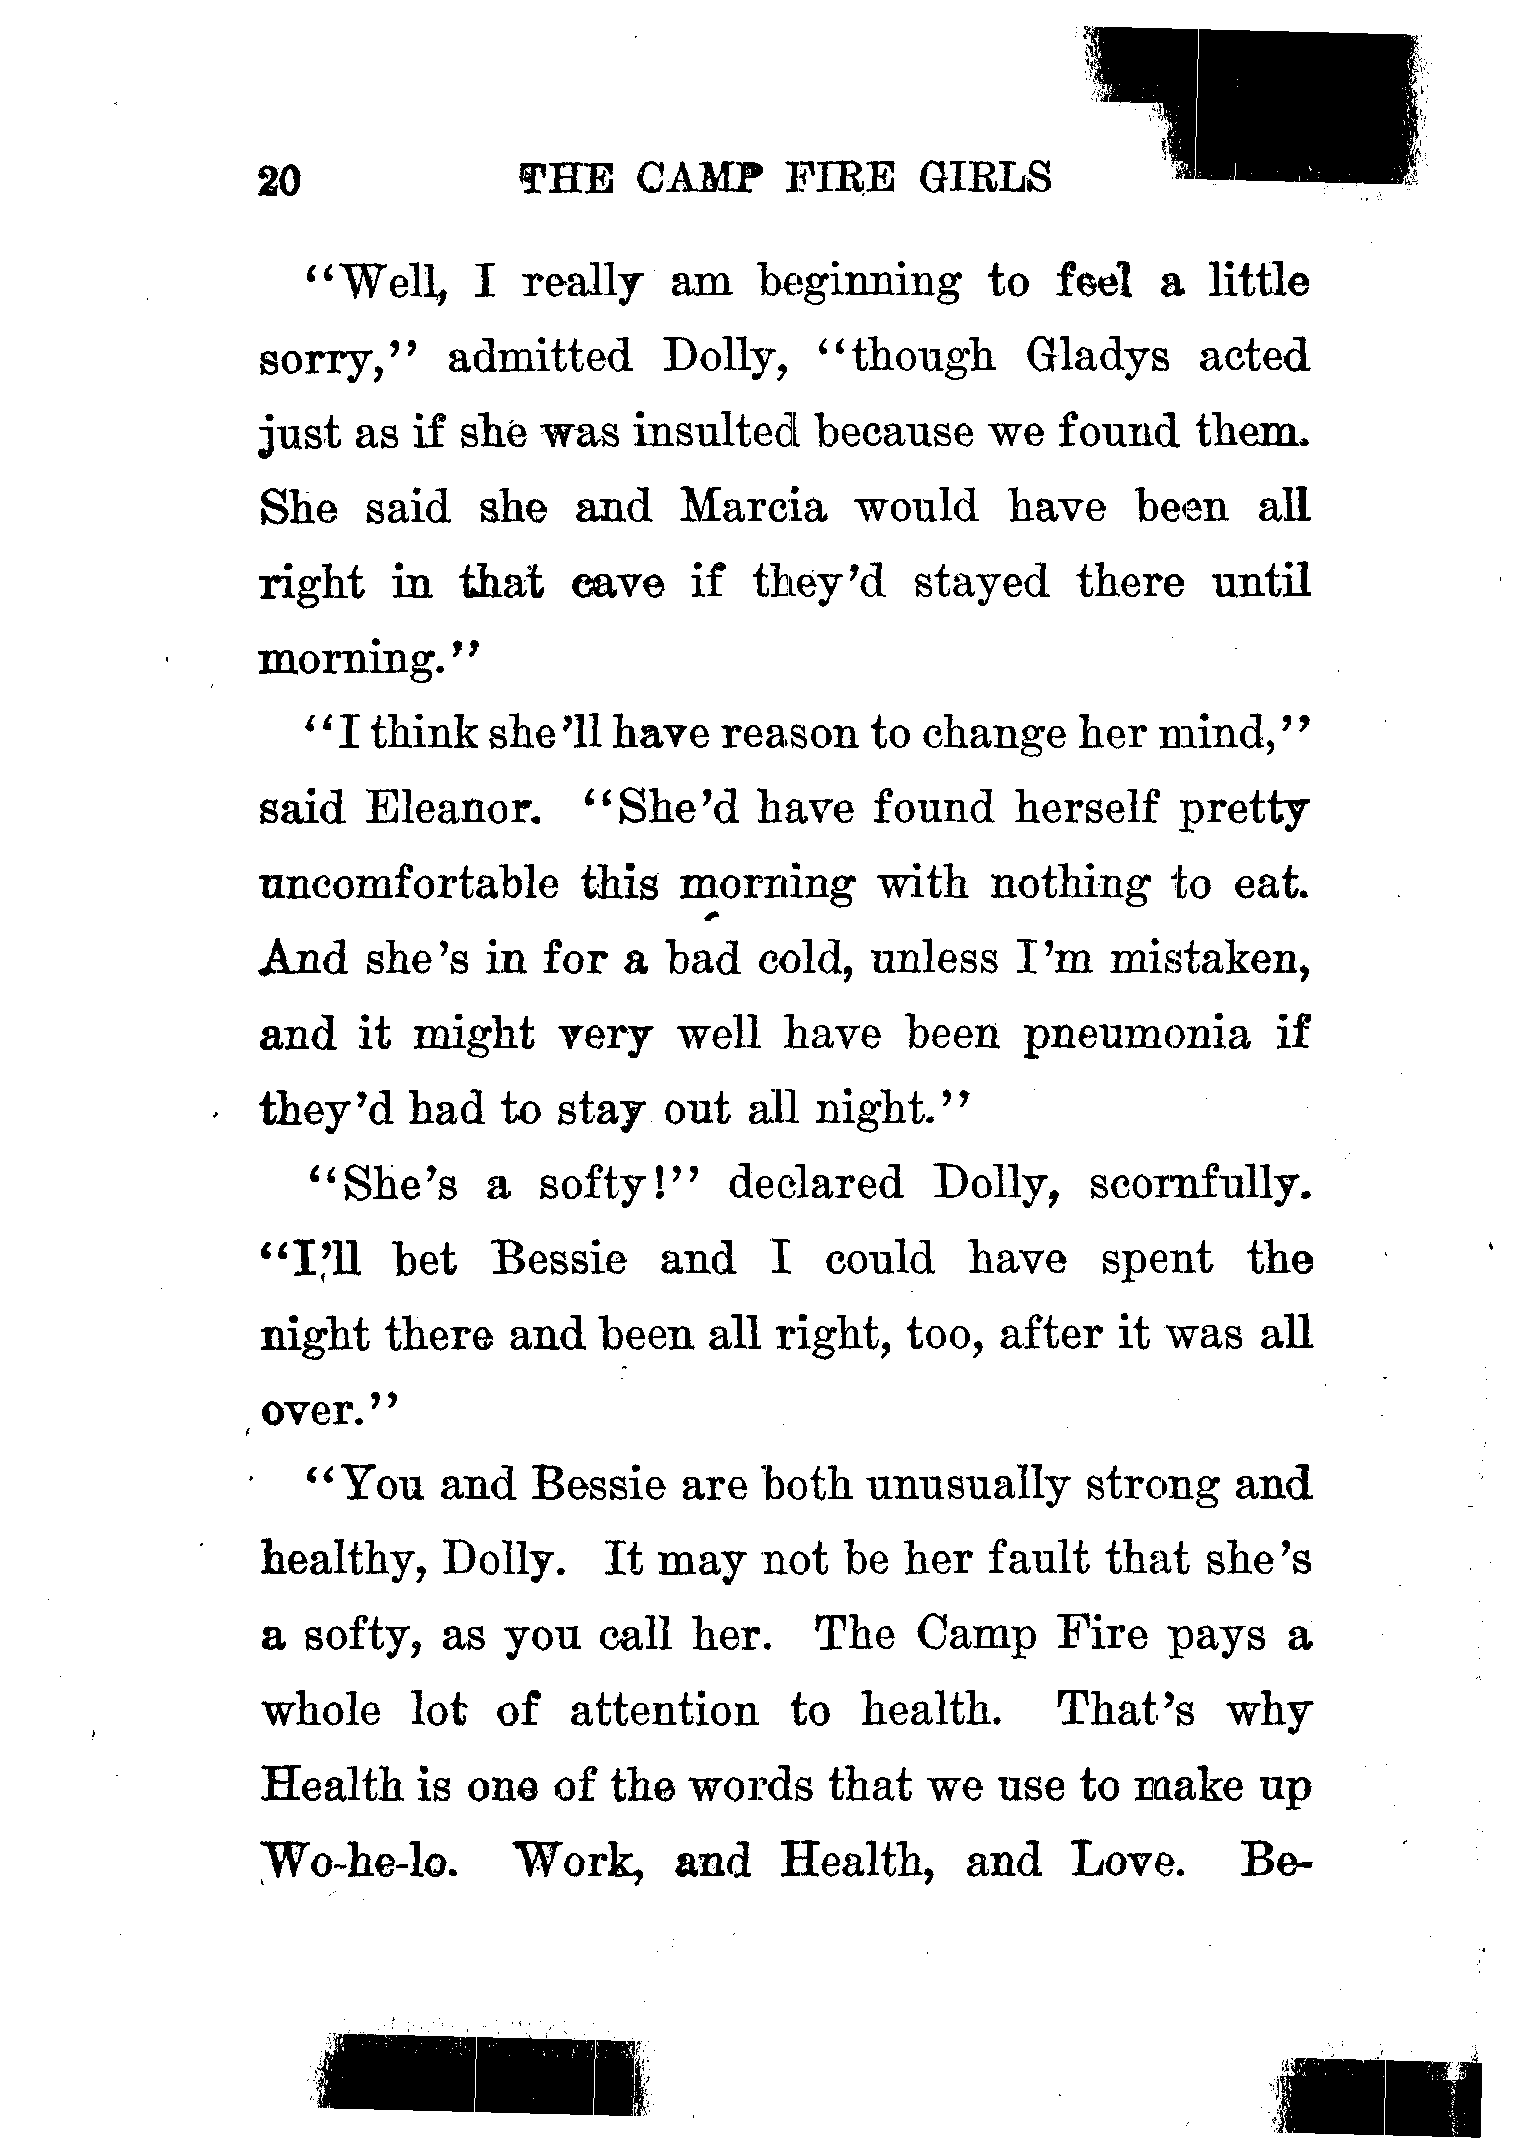 20 THE CAMP FIRE GIRLS
“Well, I really am beginning to feel a little
sorry,” admitted Dolly, “though Gladys acted
just as if she was insulted because we found them.
She said she and Marcia would have been all
right in that cave if they’d stayed there until
morning.”
“I think she’ll have reason to change her mind,”
said Eleanor. “She’d have found herself pretty
uncomfortable this morning with nothing to eat.
And she’s in for a bad cold, unless I’m mistaken,
and it might very well have been pneumonia if
they’d had to stay out all night.”
“She’s a softy!” declared Dolly, scornfully.
“I’ll bet Bessie and I could have spent the
night there and been all right, too, after it was all
over.”
“You and Bessie are both unusually strong and
healthy, Dolly. It may not be her fault that she’s
a softy, as you call her. The Camp Fire pays a
whole lot of attention to health. That’s why
Health is one of the words that we use to make up
Wo-he-lo. Work, and Health, and Love. Be-